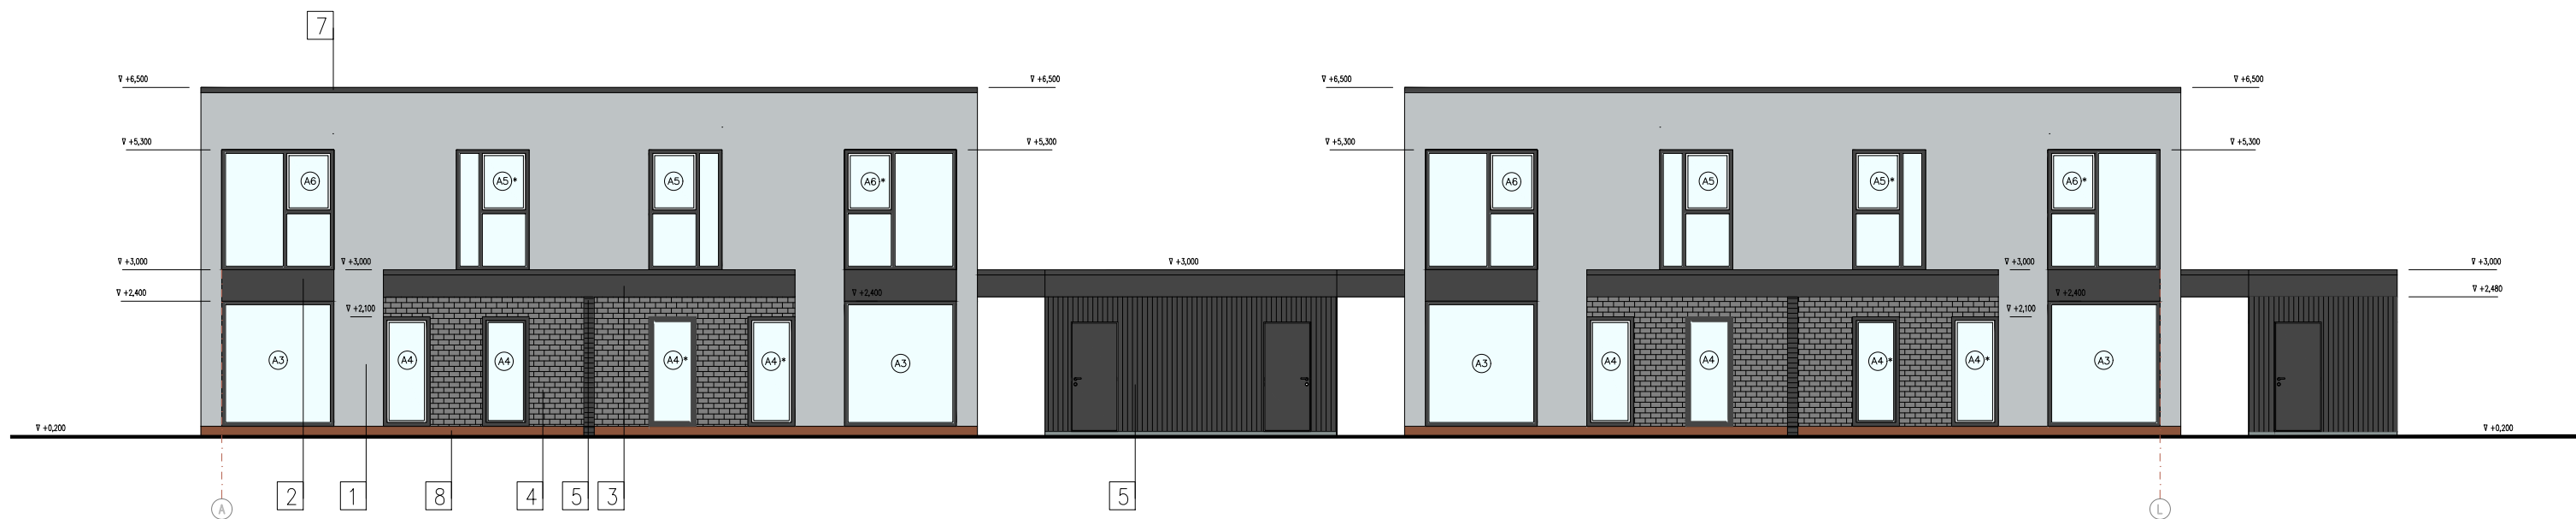 7
∇ +6,500
∇ +6,500
∇ +6,500
∇ +6,500
∇ +5,300
∇ +5,300
∇ +5,300
∇ +5,300
A6
A5*
A5
A6*
A6
A5
A5*
A6*
∇ +3,000
∇ +3,000
∇ +3,000
∇ +3,000
∇ +3,000
∇ +2,400
∇ +2,400
∇ +2,400
∇ +2,480
∇ +2,100
∇ +2,100
A3
A4
A4
A4*
A4*
A3
A3
A4
A4
A4*
A4*
A3
∇ +0,200
∇ +0,200
2
1
8
4
5
3
5
A
L